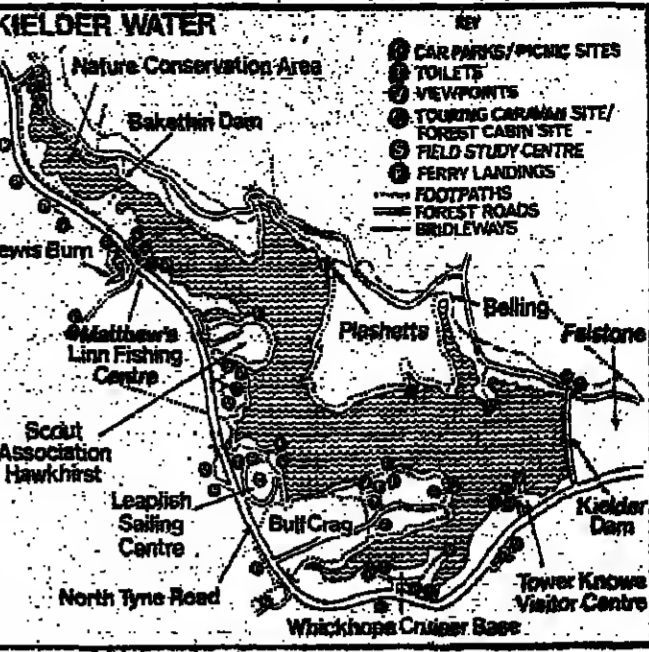 KIELDER WATER
KEY
CAR PARKS/PICNIC SITES
TOILETS
VIEWPOINTS
TOURING CARAVAN SITE/
FOREST CABIN SITE
FIELD STUDY CENTRE
FERRY LANDINGS
FOOTPATHS
FOREST ROADS
BRIDLEWAYS
Nature Conservation Area
Bakethin Dam
Lewis Burn
Matthew's
Linn Fishing
Centre
Plashetts
Belling
Falstone
Scout
Association
Hawkhirst
Leaplish
Sailing
Centre
Bull Crag
Kielder
Dam
North Tyne Road
Tower Knowe
Visitor Centre
Whickhope Cruiser Base